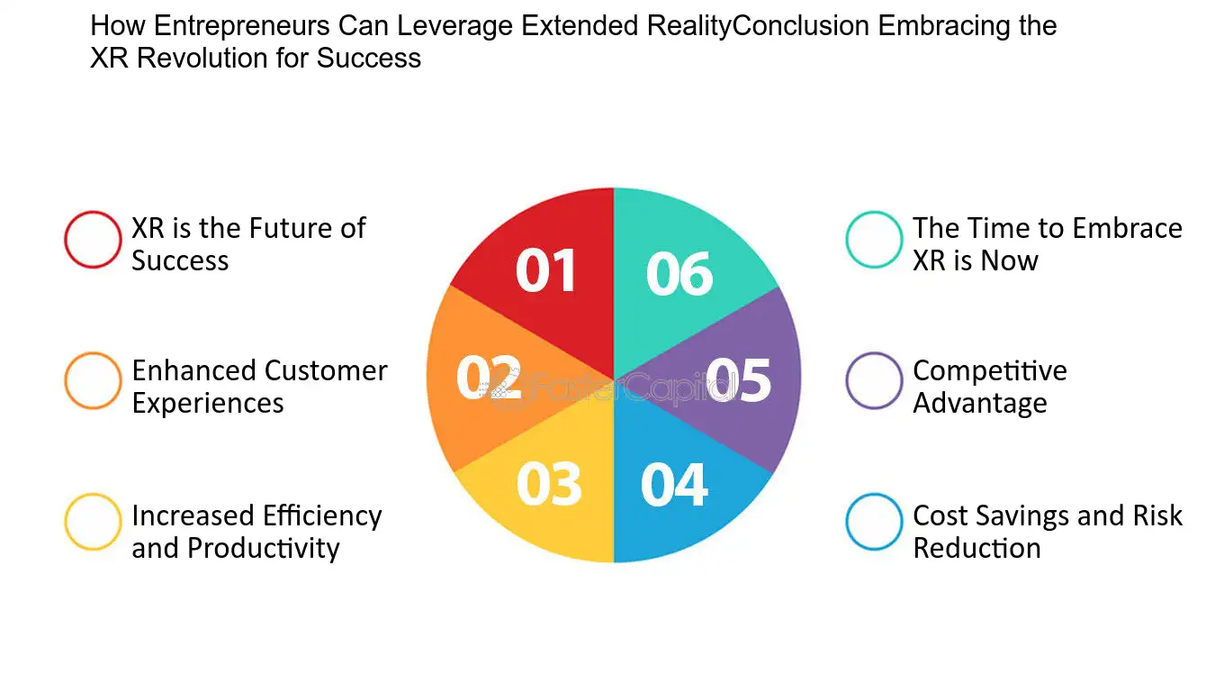 How Entrepreneurs Can Leverage Extended RealityConclusion Embracing the
XR Revolution for Success
XR is the Future of
Success
Enhanced Customer
Experiences
Increased Efficiency
and Productivity
01
06
02
FasterCapital
05
03
04
The Time to Embrace
XR is Now
Competitive
Advantage
Cost Savings and Risk
Reduction